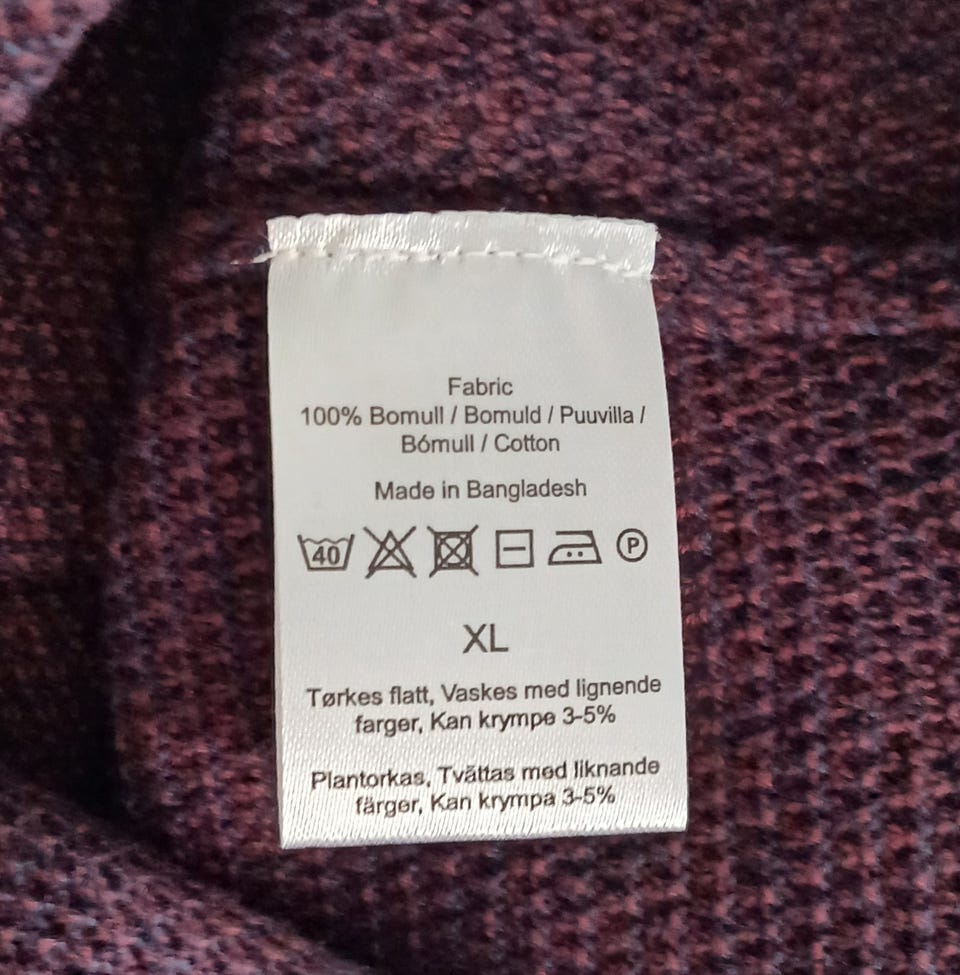 Fabric
100% Bomull / Bomuld / Puuvilla /
Bómull / Cotton
Made in Bangladesh
40 P
XL
Tørkes flatt, Vaskes med lignende
farger, Kan krympe 3-5%
Plantorkas, Tvättas med liknande
färger, Kan krympa 3-5%